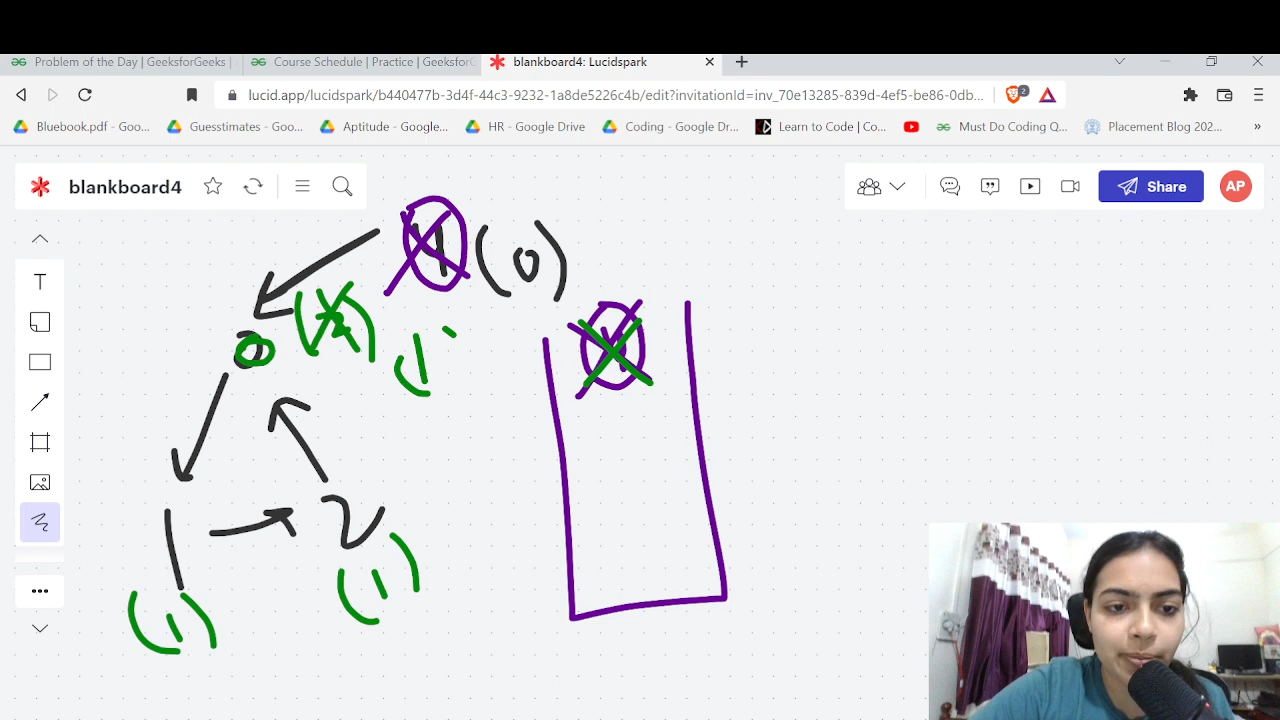 Problem of the Day | GeeksforGeeks |
Course Schedule | Practice | GeeksforG
blankboard4: Lucidspark
lucid.app/lucidspark/b440477b-3d4f-44c3-9232-1a8de5226c4b/edit?invitationId=inv_70e13285-839d-4ef5-be86-0db...
2
Bluebook.pdf - Goo...
Guesstimates - Goo...
Aptitude - Google...
HR - Google Drive
Coding - Google Dr...
Learn to Code | Co...
Must Do Coding Q...
Placement Blog 202...
»
blankboard4
Share
AP
T
(0)
0
(1
1
2
(1)
(1)